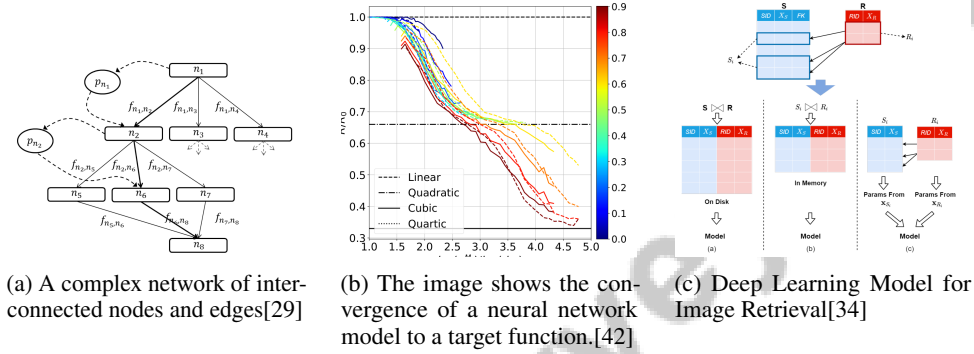 n1
pn1
fn1,n2
fn1,n3
fn1,n4
n2
n3
n4
pn2
fn2,n5
fn2,n6
fn2,n7
n5
n6
n7
fn5,n6
fn6,n8
fn7,n8
n8
1.0
0.9
0.8
0.7
0.6
0.5
0.4
0.3
Linear
Quadratic
Cubic
Quartic
1.0 1.5 2.0 2.5 3.0 3.5 4.0 4.5 5.0
0.9
0.8
0.7
0.6
0.5
0.4
0.3
0.2
0.1
0.0
S R
SID XS FK
RID XR
Ri
Si
S ⋈ R
SID XS RID XR
On Disk
Model
(a)
Si ⋈ Ri
SID XS RID XR
In Memory
Model
(b)
Si Ri
SID XS FK
RID XR
Params From xSi
Params From xRi
Model
(c)
(a) A complex network of inter-
connected nodes and edges[29]
(b) The image shows the con-
vergence of a neural network
model to a target function.[42]
(c) Deep Learning Model for
Image Retrieval[34]